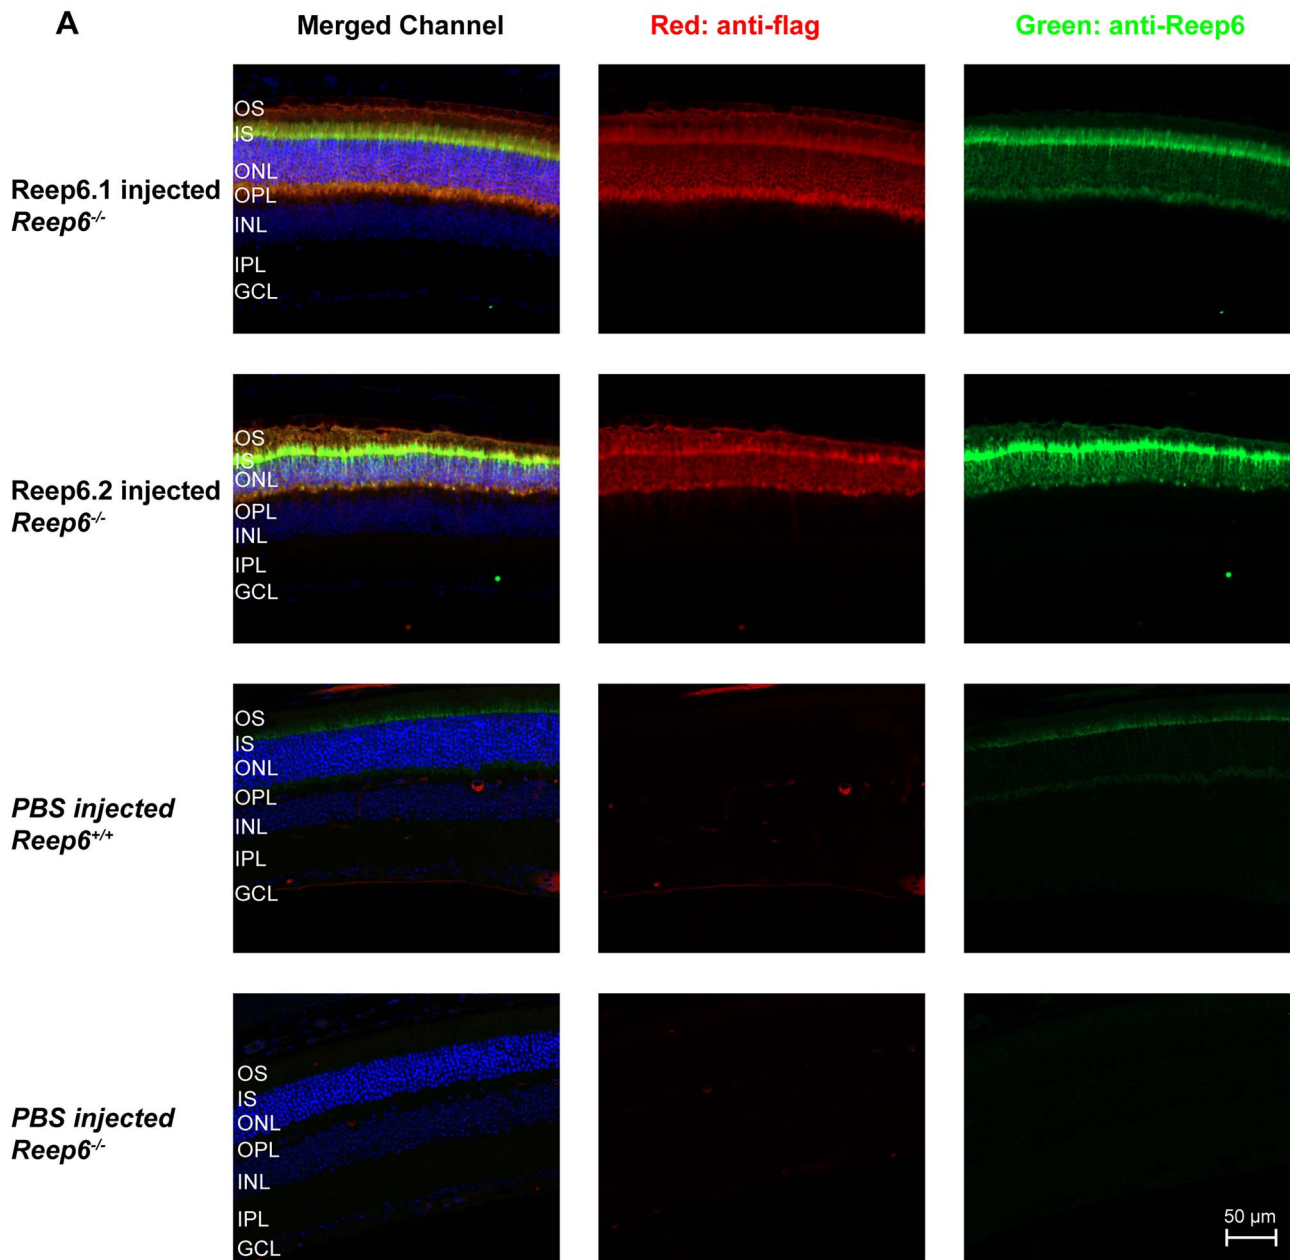 A
Merged Channel
Red: anti-flag
Green: anti-Reep6
Reep6.1 injected
Reep6-/-
OS
IS
ONL
OPL
INL
IPL
GCL
Reep6.2 injected
Reep6-/-
OS
IS
ONL
OPL
INL
IPL
GCL
PBS injected
Reep6+/+
OS
IS
ONL
OPL
INL
IPL
GCL
PBS injected
Reep6-/-
OS
IS
ONL
OPL
INL
IPL
GCL
50 µm